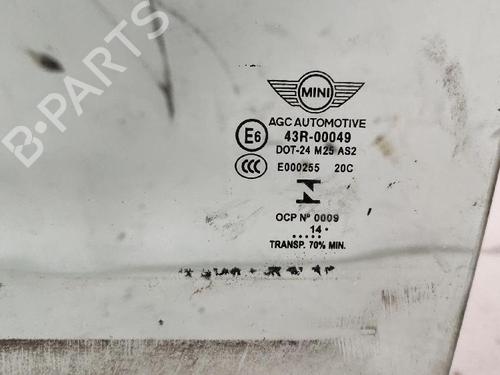 B-PARTS
MINI
AGC AUTOMOTIVE
E6 43R-00049
DOT-24 M25 AS2
CCC E000255 20C
OCP Nº 0009
14
TRANSP. 70% MIN.